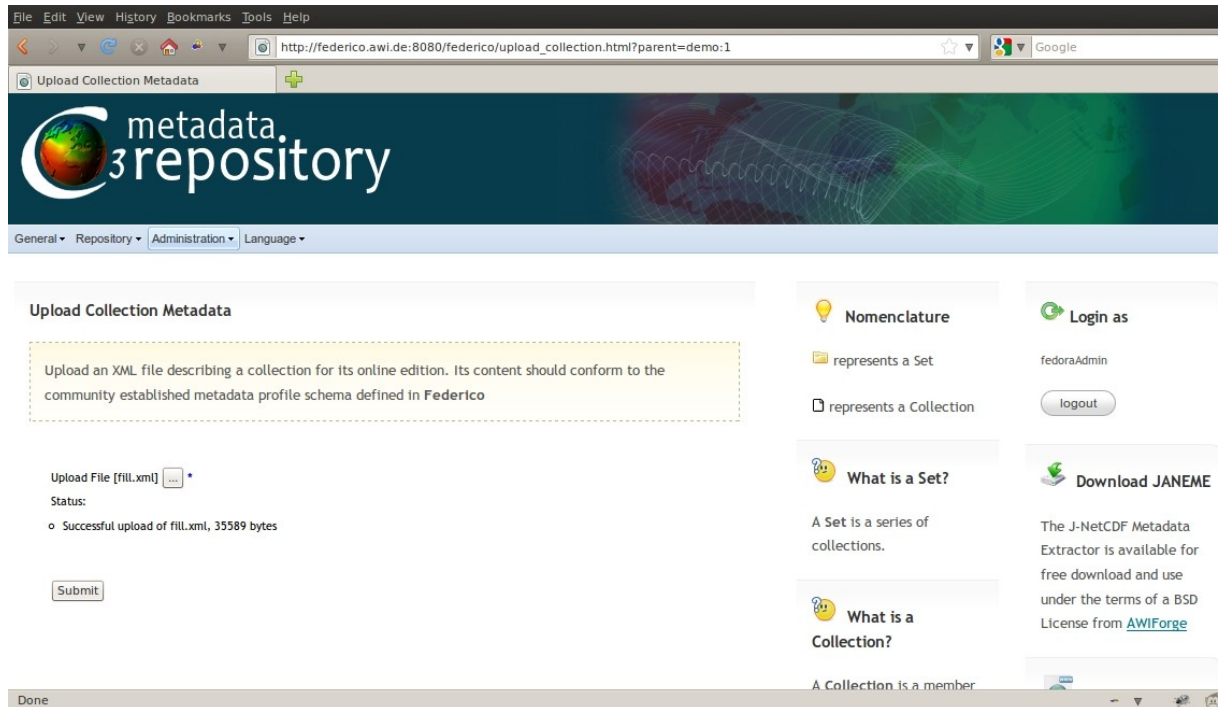 File Edit View History Bookmarks Tools Help
http://federico.awi.de:8080/federico/upload_collection.html?parent=demo:1
Google
Upload Collection Metadata
metadata
3 repository
General Repository Administration Language
Upload Collection Metadata
Upload an XML file describing a collection for its online edition. Its content should conform to the
community established metadata profile schema defined in Federico
Upload File [fill.xml] ... *
Status:
Successful upload of fill.xml, 35589 bytes
Submit
Nomenclature
represents a Set
represents a Collection
What is a Set?
A Set is a series of
collections.
What is a
Collection?
A Collection is a member
Login as
fedoraAdmin
logout
Download JANEME
The J-NetCDF Metadata
Extractor is available for
free download and use
under the terms of a BSD
License from AWIForge
Done